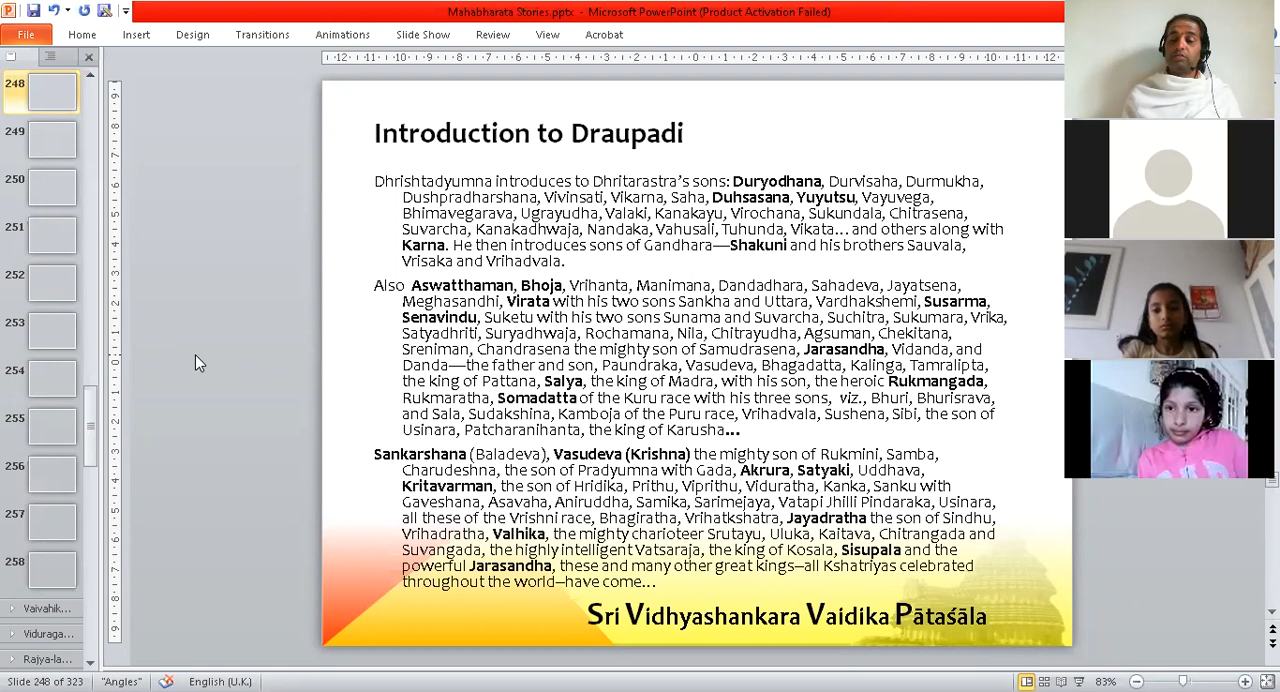 Mahabharata Stories.pptx - Microsoft PowerPoint (Product Activation Failed)
File Home Insert Design Transitions Animations Slide Show Review View Acrobat
248
249
250
251
252
253
254
255
256
257
258
Vaivahik...
Viduraga...
Rajya-la...
Introduction to Draupadi
Dhrishtadyumna introduces to Dhritarastra's sons: Duryodhana, Durvisaha, Durmukha,
Dushpradharshana, Vivinsati, Vikarna, Saha, Duhsasana, Yuyutsu, Vayuvega,
Bhimavegarava, Ugrayudha, Valaki, Kanakayu, Virochana, Sukundala, Chitrasena,
Suvarcha, Kanakadhwaja, Nandaka, Vahusali, Tuhunda, Vikata... and others along with
Karna. He then introduces sons of Gandhara—Shakuni and his brothers Sauvala,
Vrisaka and Vrihadvala.
Also Aswatthaman, Bhoja, Vrihanta, Manimana, Dandadhara, Sahadeva, Jayatsena,
Meghasandhi, Virata with his two sons Sankha and Uttara, Vardhakshemi, Susarma,
Senavindu, Suketu with his two sons Sunama and Suvarcha, Suchitra, Sukumara, Vrika,
Satyadhriti, Suryadhwaja, Rochamana, Nila, Chitrayudha, Agsuman, Chekitana,
Sreniman, Chandrasena the mighty son of Samudrasena, Jarasandha, Vidanda, and
Danda—the father and son, Paundraka, Vasudeva, Bhagadatta, Kalinga, Tamralipta,
the king of Pattana, Salya, the king of Madra, with his son, the heroic Rukmangada,
Rukmaratha, Somadatta of the Kuru race with his three sons, viz., Bhuri, Bhurisrava,
and Sala, Sudakshina, Kamboja of the Puru race, Vrihadvala, Sushena, Sibi, the son of
Usinara, Patcharanihanta, the king of Karusha...
Sankarshana (Baladeva), Vasudeva (Krishna) the mighty son of Rukmini, Samba,
Charudeshna, the son of Pradyumna with Gada, Akrura, Satyaki, Uddhava,
Kritavarman, the son of Hridika, Prithu, Viprithu, Viduratha, Kanka, Sanku with
Gaveshana, Asavaha, Aniruddha, Samika, Sarimejaya, Vatapi Jhilli Pindaraka, Usinara,
all these of the Vrishni race, Bhagiratha, Vrihatkshatra, Jayadratha the son of Sindhu,
Vrihadratha, Valhika, the mighty charioteer Srutayu, Uluka, Kaitava, Chitrangada and
Suvangada, the highly intelligent Vatsaraja, the king of Kosala, Sisupala and the
powerful Jarasandha, these and many other great kings—all Kshatriyas celebrated
throughout the world—have come...
Sri Vidhyashankara Vaidika Pātaśāla
Slide 248 of 323 "Angles" English (U.K.) 83%